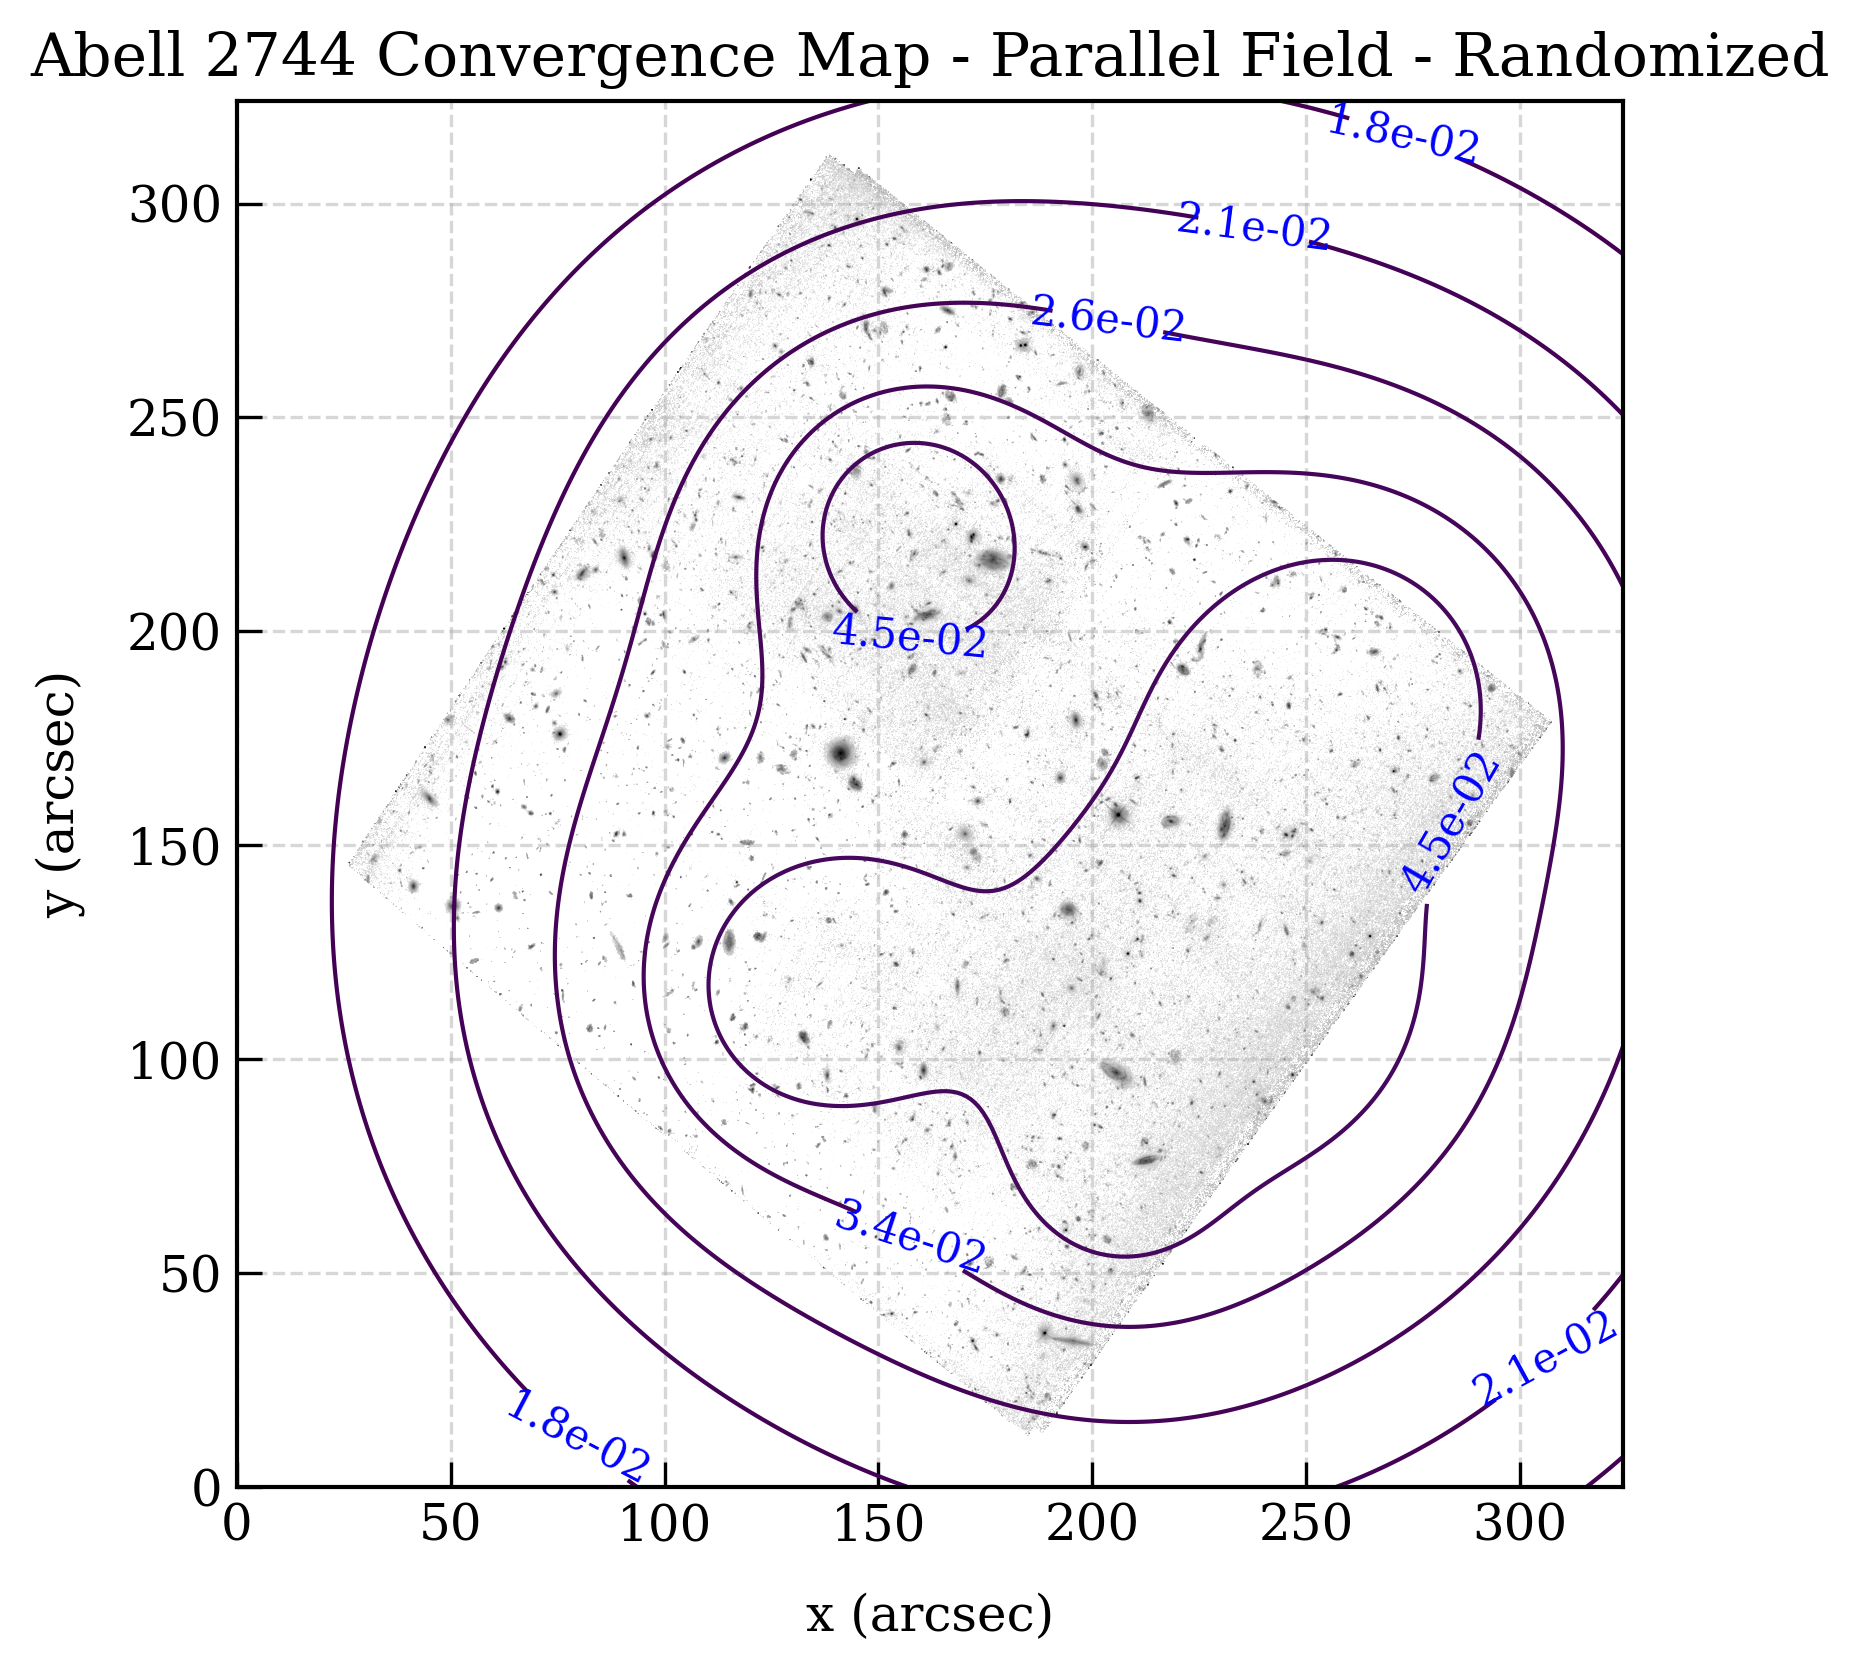 Abell 2744 Convergence Map - Parallel Field - Randomized
1.8e-02
2.1e-02
2.6e-02
4.5e-02
4.5e-02
3.4e-02
2.1e-02
1.8e-02
300
250
200
150
100
50
0
y (arcsec)
0 50 100 150 200 250 300
x (arcsec)